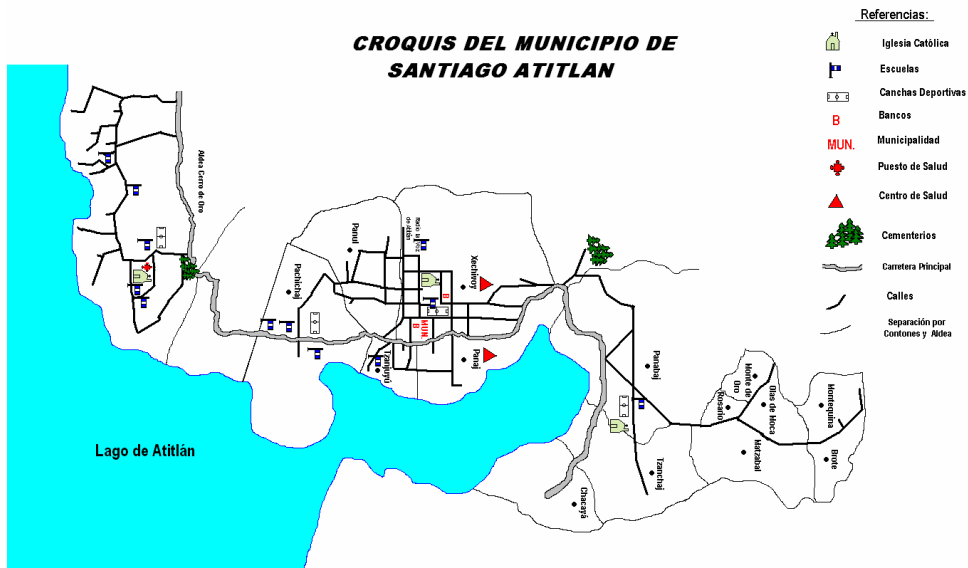 CROQUIS DEL MUNICIPIO DE
SANTIAGO ATITLAN
Referencias:
Iglesia Católica
Escuelas
Canchas Deportivas
B
Bancos
MUN.
Municipalidad
Puesto de Salud
Centro de Salud
Cementerios
Carretera Principal
Calles
Separación por
Contones y Aldea
Aldea Cerro de Oro
Panul
Pachichaj
Xechivoy
B
MUN.
B
Tzanjuyú
Panaj
Panabaj
Tzanchaj
Chacayá
Monte de
Oro
Rosario
Olas de Moca
Matzabal
Montequina
Brote
Lago de Atitlán